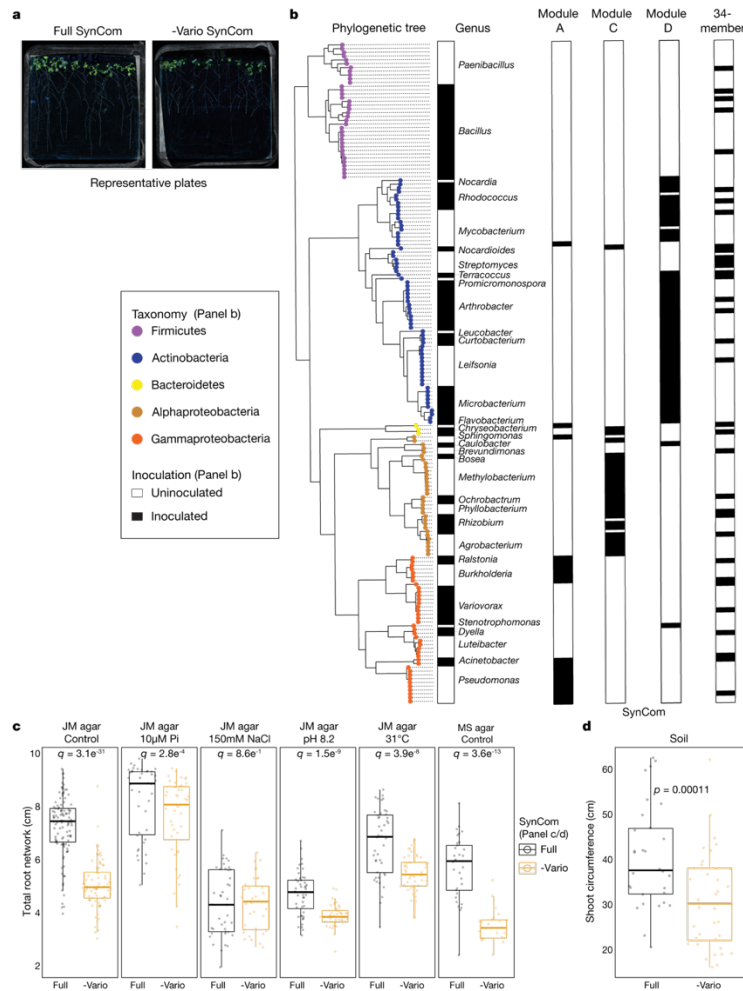 a
Full SynCom
-Vario SynCom
Representative plates
Taxonomy (Panel b)
Firmicutes
Actinobacteria
Bacteroidetes
Alphaproteobacteria
Gammaproteobacteria
Inoculation (Panel b)
Uninoculated
Inoculated
b
Phylogenetic tree
Genus
Module
A
Module
C
Module
D
34-
member
Paenibacillus
Bacillus
Nocardia
Rhodococcus
Mycobacterium
Nocardioides
Streptomyces
Terracoccus
Promicromonospora
Arthrobacter
Leucobacter
Curtobacterium
Leifsonia
Microbacterium
Flavobacterium
Chryseobacterium
Sphingomonas
Caulobacter
Brevundimonas
Bosea
Methylobacterium
Ochrobactrum
Phyllobacterium
Rhizobium
Agrobacterium
Ralstonia
Burkholderia
Variovorax
Stenotrophomonas
Dyella
Luteibacter
Acinetobacter
Pseudomonas
SynCom
c
JM agar
Control
JM agar
10µM Pi
JM agar
150mM NaCl
JM agar
pH 8.2
JM agar
31°C
MS agar
Control
q = 3.1e-31
q = 2.8e-4
q = 8.6e-1
q = 1.5e-9
q = 3.9e-8
q = 3.6e-13
Total root network (cm)
10
8
6
4
2
Full
-Vario
Full
-Vario
Full
-Vario
Full
-Vario
Full
-Vario
Full
-Vario
SynCom
(Panel c/d)
Full
-Vario
d
Soil
p = 0.00011
Shoot circumference (cm)
60
50
40
30
20
Full
-Vario